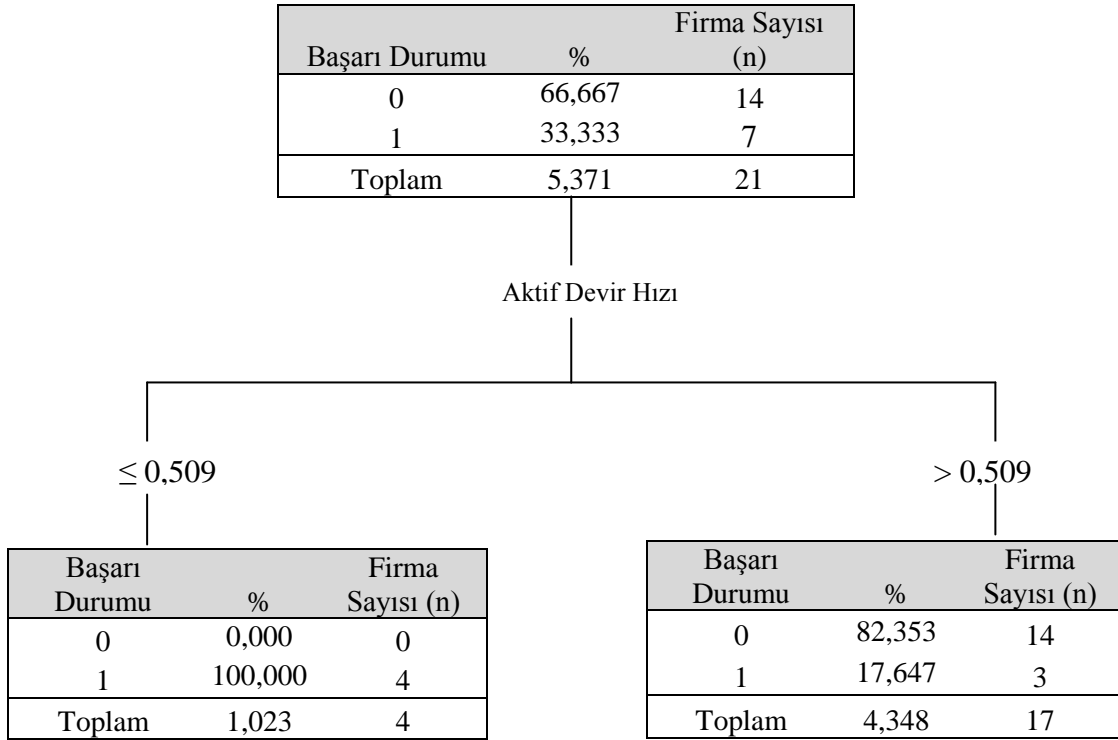 Firma Sayısı
Başarı Durumu % (n)
0 66,667 14
1 33,333 7
Toplam 5,371 21
Aktif Devir Hızı
≤ 0,509
Başarı Firma
Durumu % Sayısı (n)
0 0,000 0
1 100,000 4
Toplam 1,023 4
> 0,509
Başarı Firma
Durumu % Sayısı (n)
0 82,353 14
1 17,647 3
Toplam 4,348 17